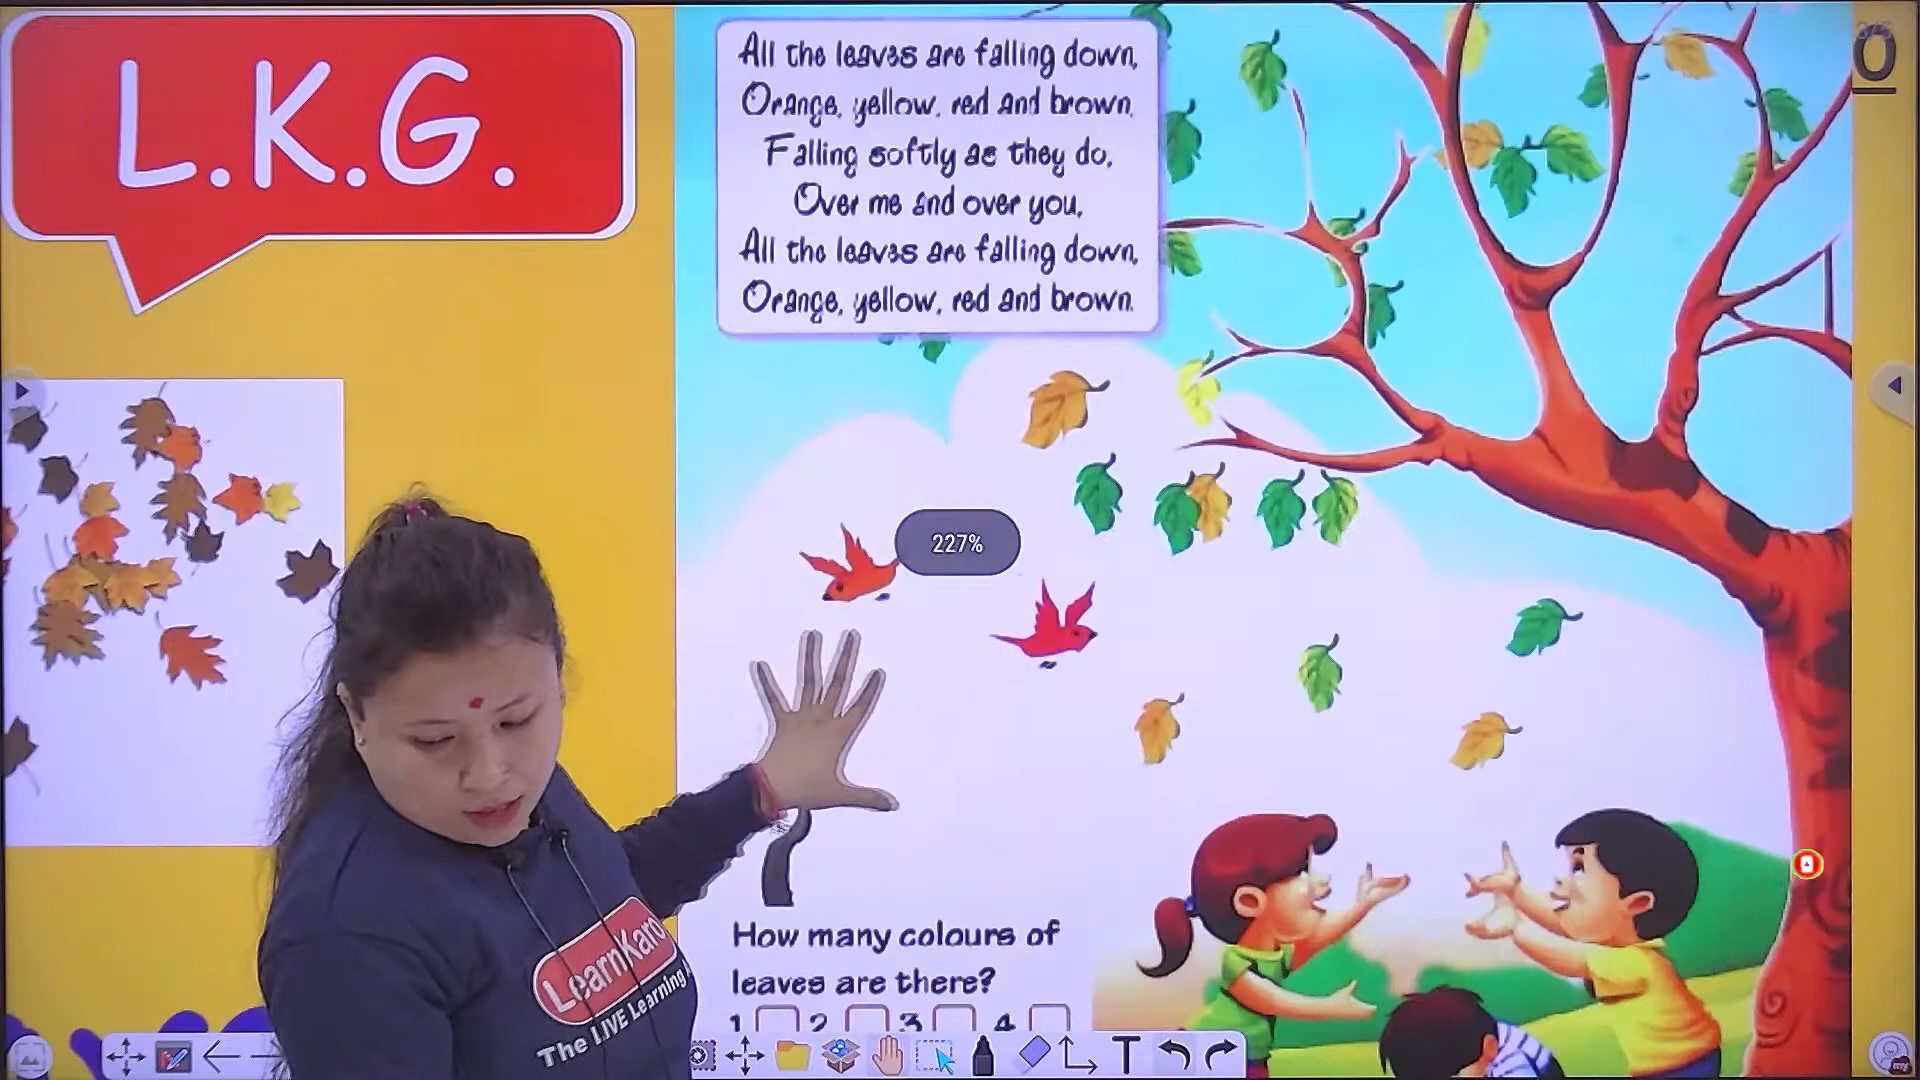 L.K.G.
All the leaves are falling down,
Orange, yellow, red and brown.
Falling softly as they do,
Over me and over you,
All the leaves are falling down,
Orange, yellow, red and brown.
227%
LearnKaro
The LIVE Learning
How many colours of
leaves are there?
1 2 3 4
T